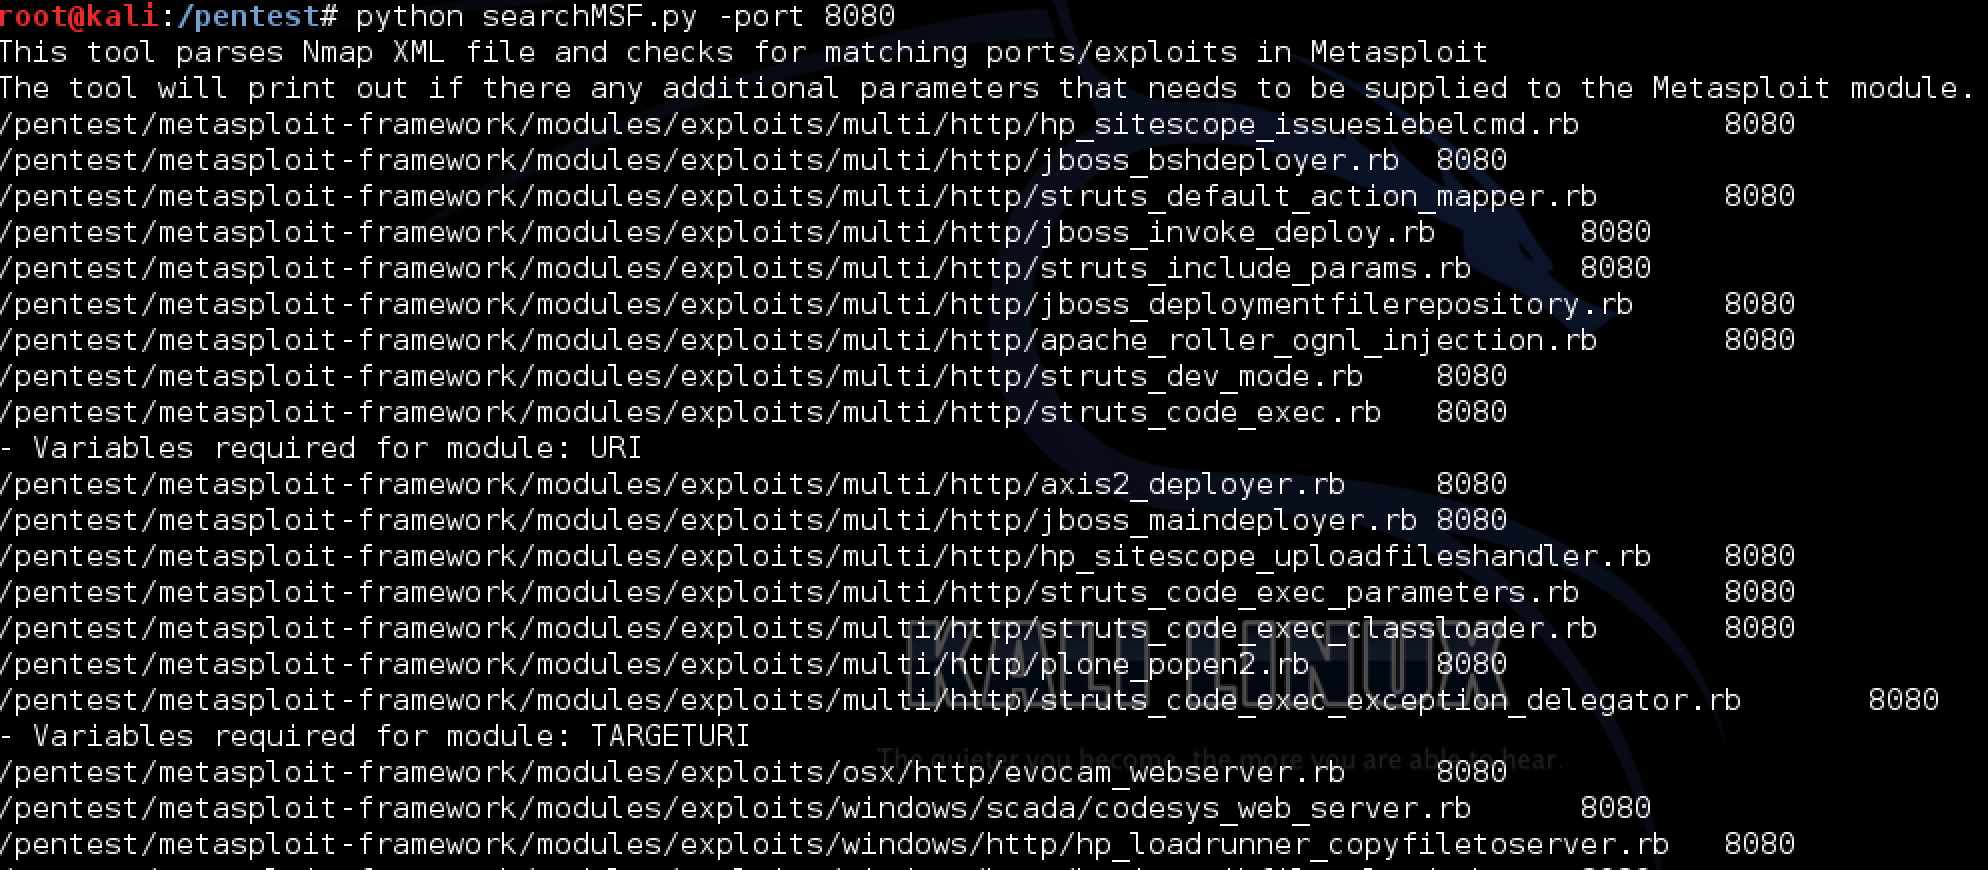 root@kali:/pentest# python searchMSF.py -port 8080
This tool parses Nmap XML file and checks for matching ports/exploits in Metasploit
The tool will print out if there any additional parameters that needs to be supplied to the Metasploit module.
/pentest/metasploit-framework/modules/exploits/multi/http/hp_sitescope_issuesiebelcmd.rb 8080
/pentest/metasploit-framework/modules/exploits/multi/http/jboss_bshdeployer.rb 8080
/pentest/metasploit-framework/modules/exploits/multi/http/struts_default_action_mapper.rb 8080
/pentest/metasploit-framework/modules/exploits/multi/http/jboss_invoke_deploy.rb 8080
/pentest/metasploit-framework/modules/exploits/multi/http/struts_include_params.rb 8080
/pentest/metasploit-framework/modules/exploits/multi/http/jboss_deploymentfilerepository.rb 8080
/pentest/metasploit-framework/modules/exploits/multi/http/apache_roller_ognl_injection.rb 8080
/pentest/metasploit-framework/modules/exploits/multi/http/struts_dev_mode.rb 8080
/pentest/metasploit-framework/modules/exploits/multi/http/struts_code_exec.rb 8080
- Variables required for module: URI
/pentest/metasploit-framework/modules/exploits/multi/http/axis2_deployer.rb 8080
/pentest/metasploit-framework/modules/exploits/multi/http/jboss_maindeployer.rb 8080
/pentest/metasploit-framework/modules/exploits/multi/http/hp_sitescope_uploadfileshandler.rb 8080
/pentest/metasploit-framework/modules/exploits/multi/http/struts_code_exec_parameters.rb 8080
/pentest/metasploit-framework/modules/exploits/multi/http/struts_code_exec_classloader.rb 8080
/pentest/metasploit-framework/modules/exploits/multi/http/plone_popen2.rb 8080
KALI LINUX
/pentest/metasploit-framework/modules/exploits/multi/http/struts_code_exec_exception_delegator.rb 8080
- Variables required for module: TARGETURI
The quieter you become, the more you are able to hear.
/pentest/metasploit-framework/modules/exploits/osx/http/evocam_webserver.rb 8080
/pentest/metasploit-framework/modules/exploits/windows/scada/codesys_web_server.rb 8080
/pentest/metasploit-framework/modules/exploits/windows/http/hp_loadrunner_copyfiletoserver.rb 8080